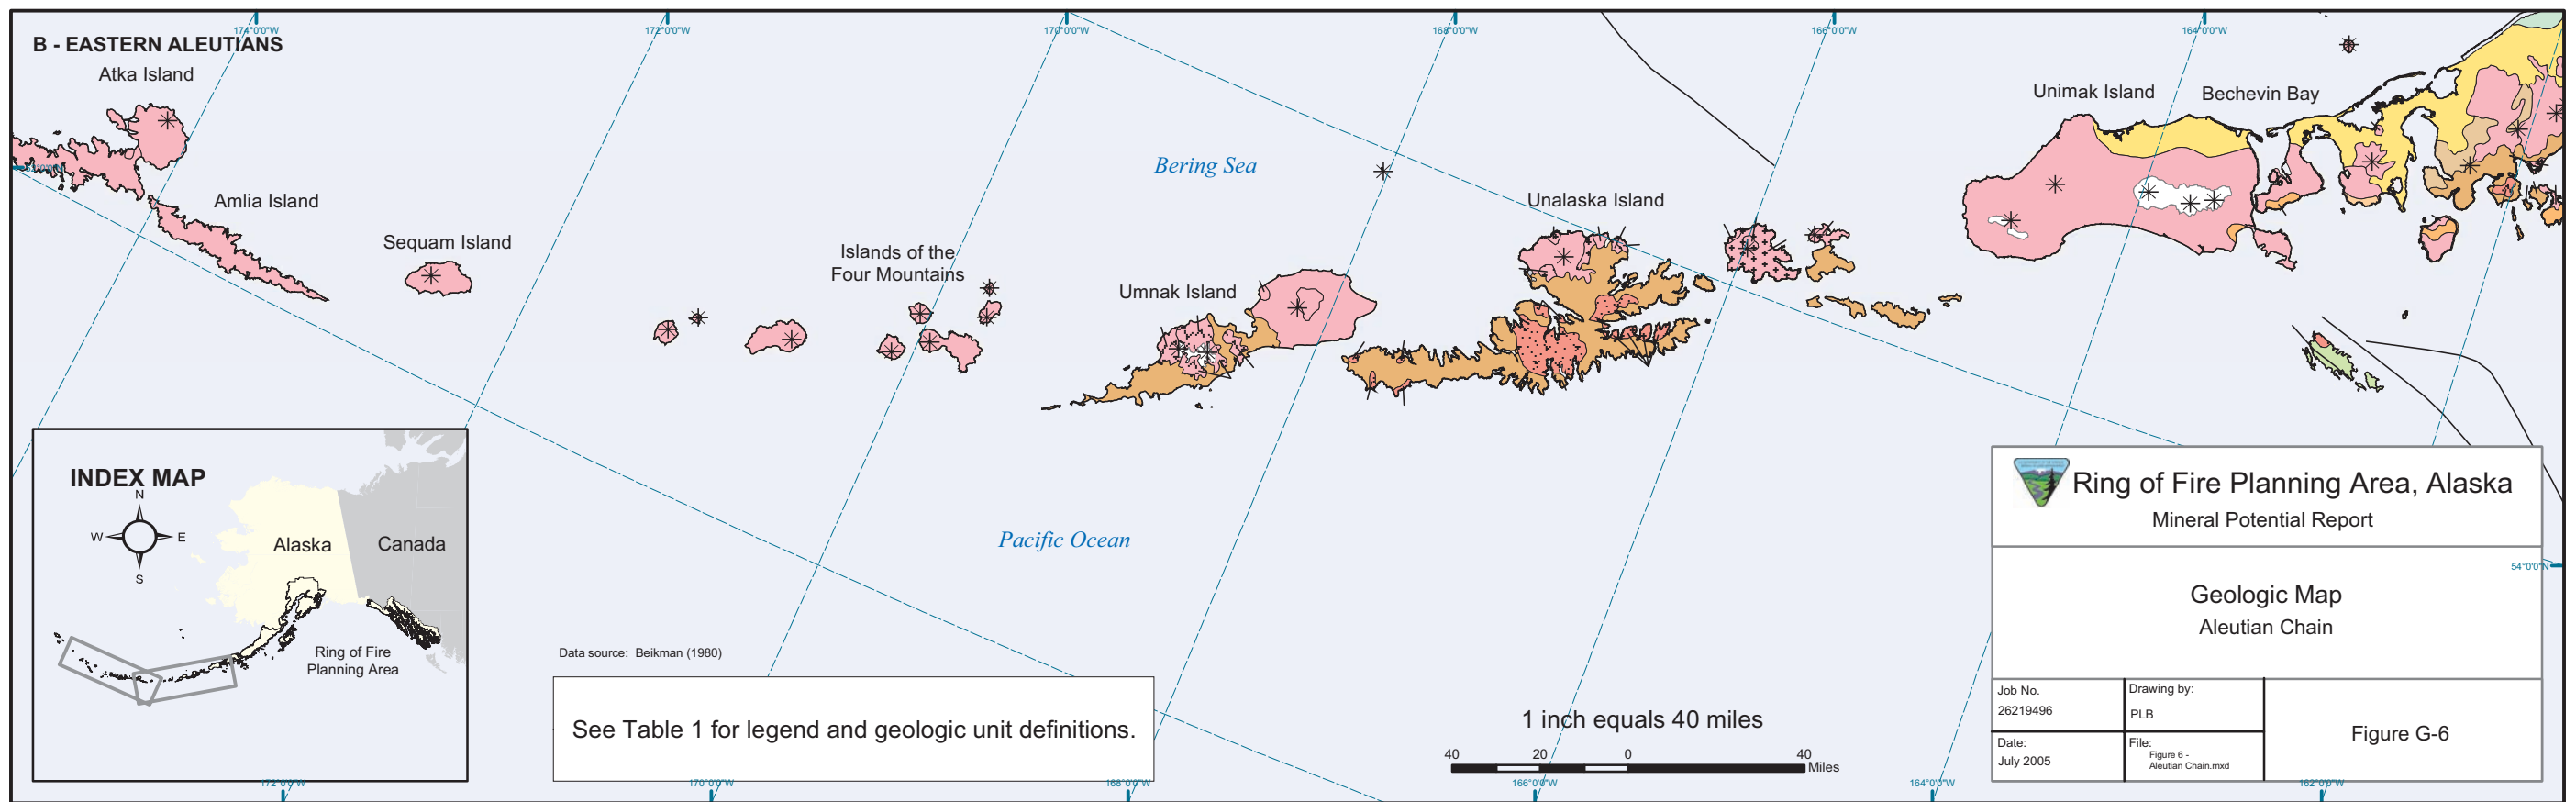 174°0'0"W
172°0'0"W
170°0'0"W
168°0'0"W
166°0'0"W
164°0'0"W
B - EASTERN ALEUTIANS
Atka Island
Amlia Island
Sequam Island
Islands of the
Four Mountains
Bering Sea
Umnak Island
Unalaska Island
Unimak Island
Bechevin Bay
Pacific Ocean
INDEX MAP
N
W
E
S
Alaska
Canada
Ring of Fire
Planning Area
Data source: Beikman (1980)
See Table 1 for legend and geologic unit definitions.
1 inch equals 40 miles
40
20
0
40
Miles
Ring of Fire Planning Area, Alaska
Mineral Potential Report
54°0'0"N
Geologic Map
Aleutian Chain
Job No.
26219496
Drawing by:
PLB
Date:
July 2005
File:
Figure 6 -
Aleutian Chain.mxd
Figure G-6
172°0'0"W
170°0'0"W
168°0'0"W
166°0'0"W
164°0'0"W
162°0'0"W